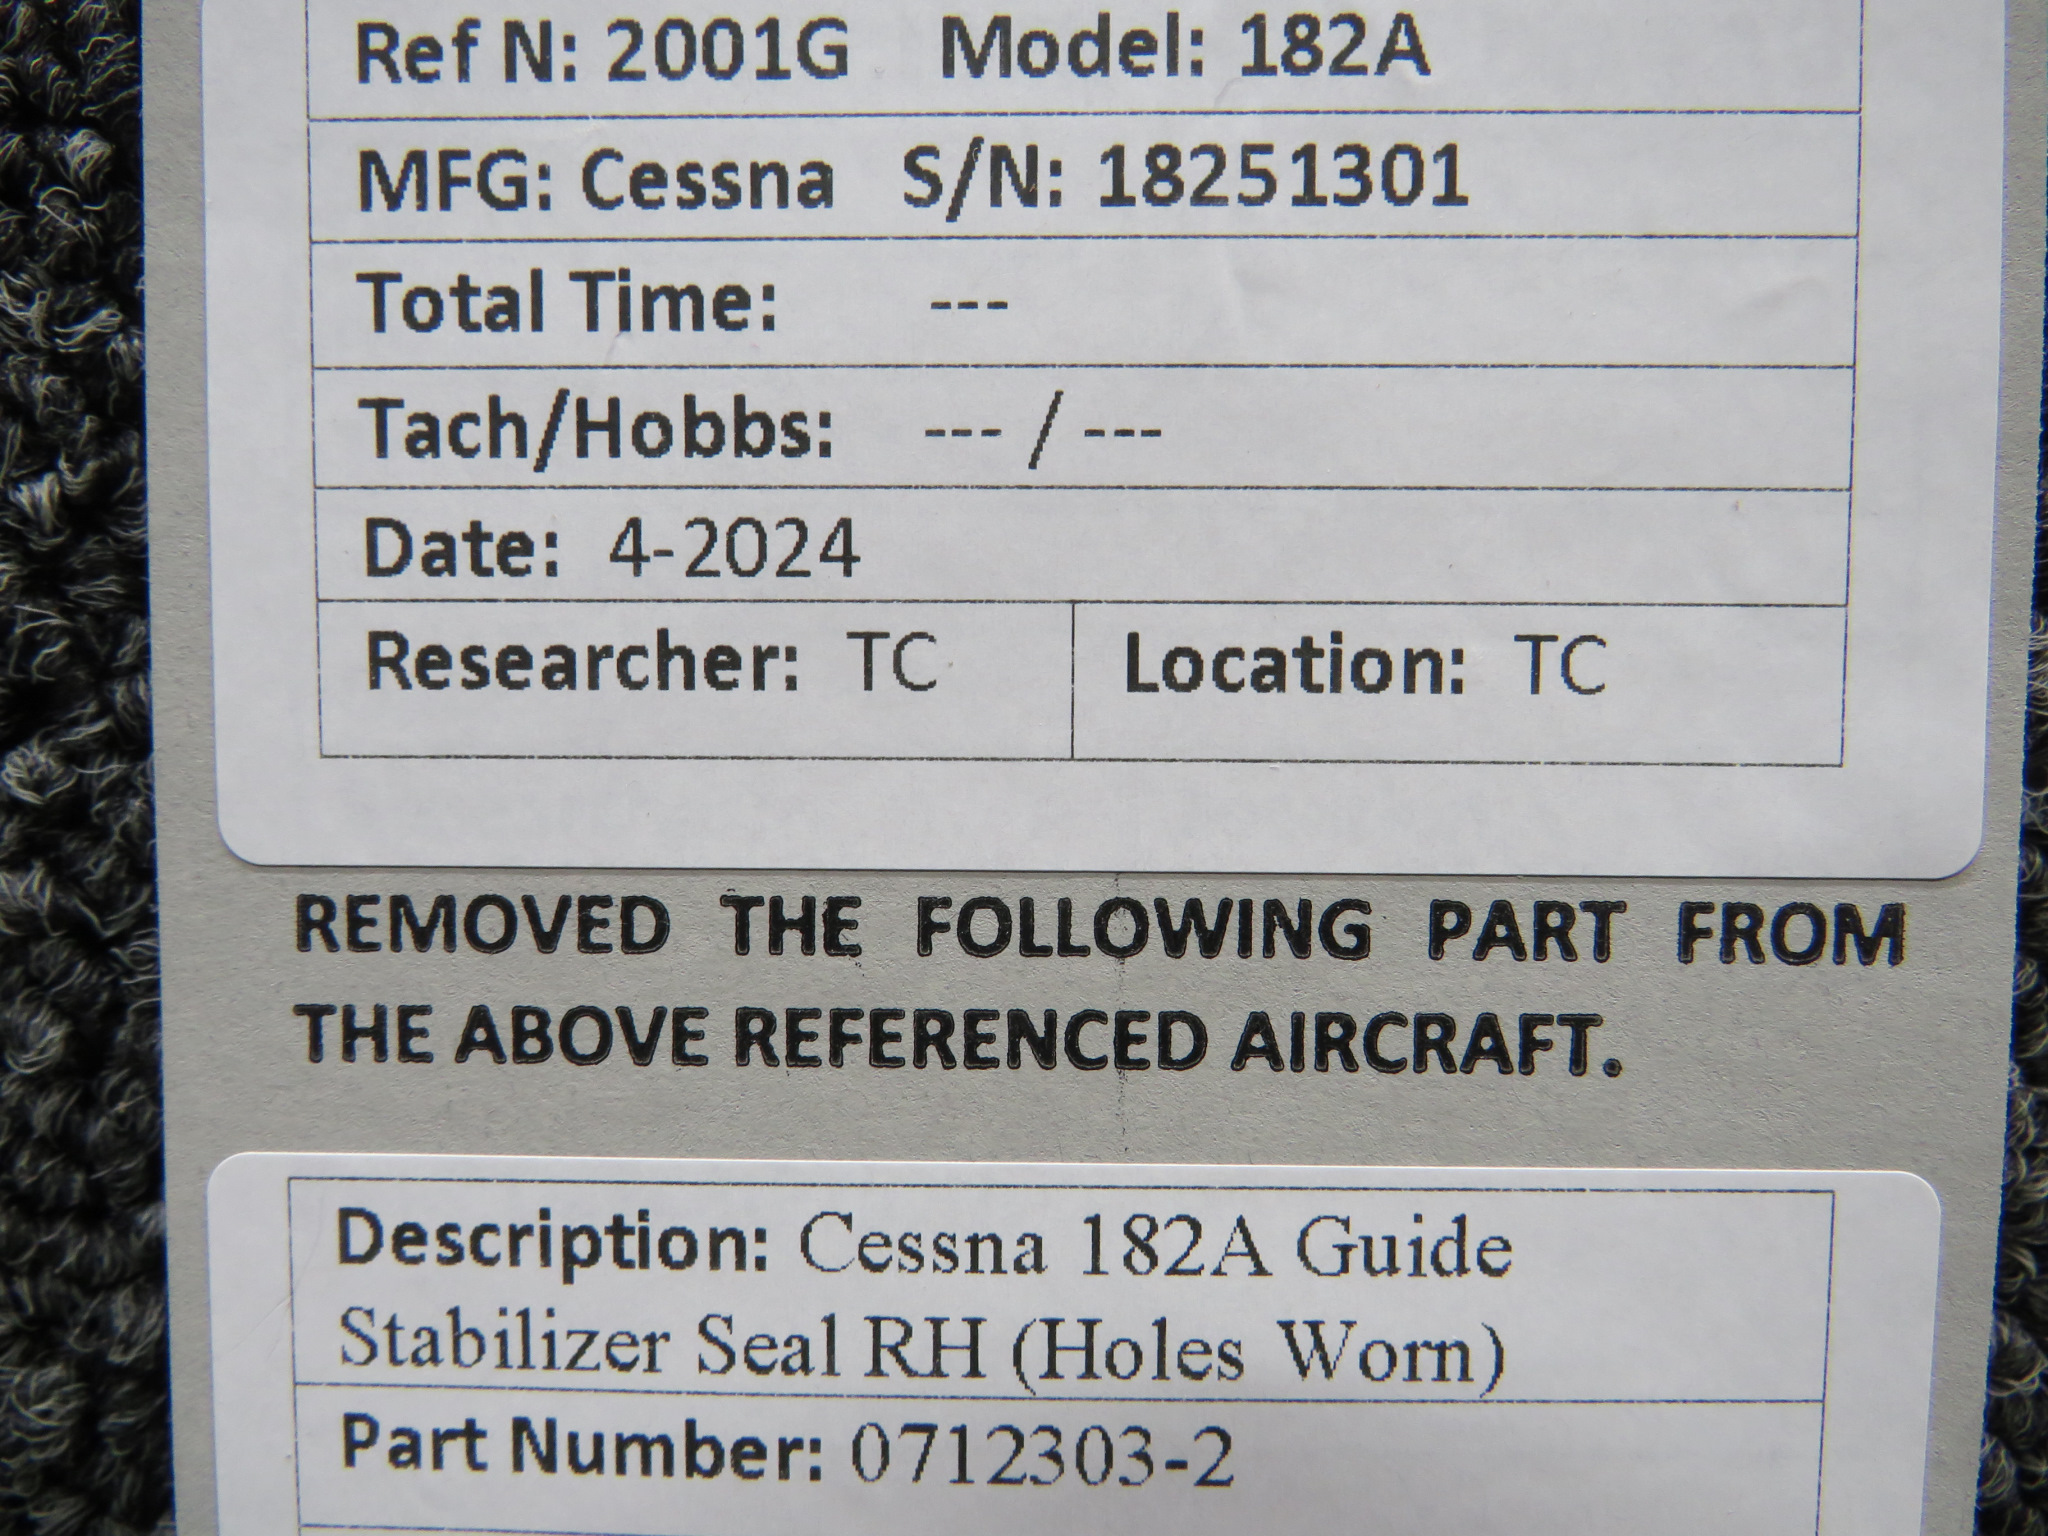 Ref N: 2001G Model: 182A
MFG: Cessna S/N: 18251301
Total Time: ---
Tach/Hobbs: --- / ---
Date: 4-2024
Researcher: TC Location: TC
REMOVED THE FOLLOWING PART FROM
THE ABOVE REFERENCED AIRCRAFT.
Description: Cessna 182A Guide
Stabilizer Seal RH (Holes Worn)
Part Number: 0712303-2